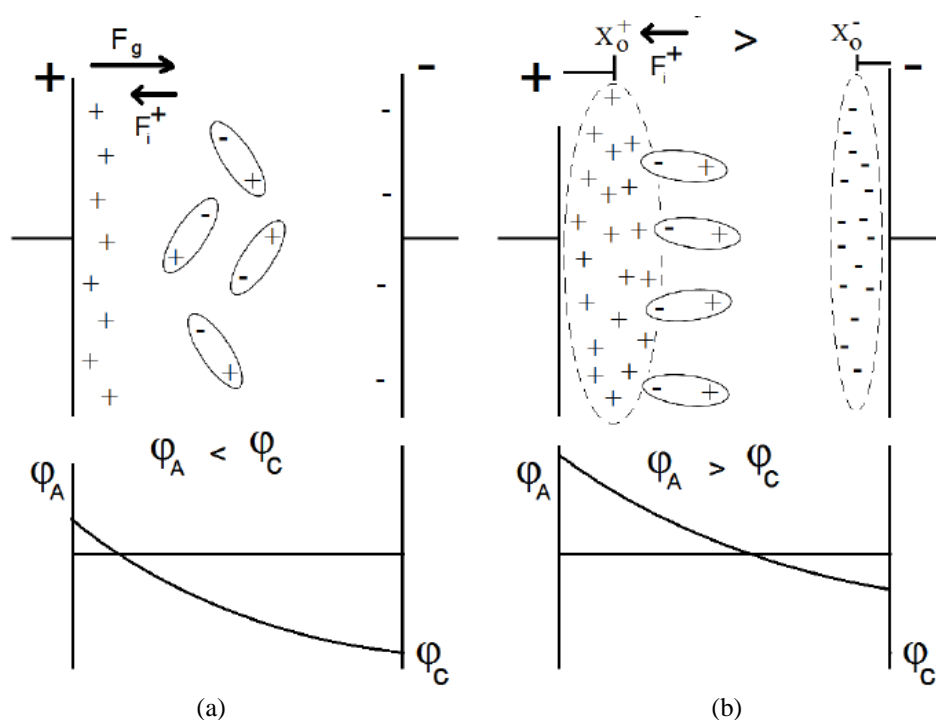 F_g
+ -
F_i^+
φ_A < φ_C
φ_A
φ_C
(a)
X_o^+ F_i^+ > X_o^-
+ -
φ_A > φ_C
φ_A
φ_C
(b)